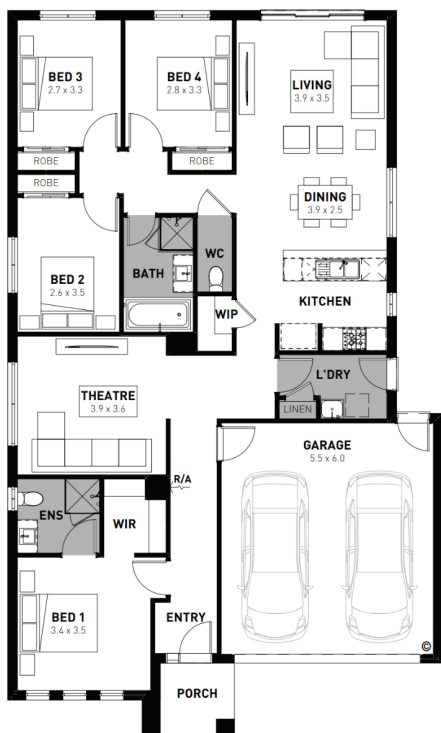 BED 3
2.7 x 3.3
BED 4
2.8 x 3.3
LIVING
3.9 x 3.5
ROBE
ROBE
ROBE
DINING
3.9 x 2.5
BED 2
2.6 x 3.5
BATH
WC
KITCHEN
WIP
THEATRE
3.9 x 3.6
L'DRY
LINEN
GARAGE
5.5 x 6.0
R/A
ENS
WIR
BED 1
3.4 x 3.5
ENTRY
©
PORCH